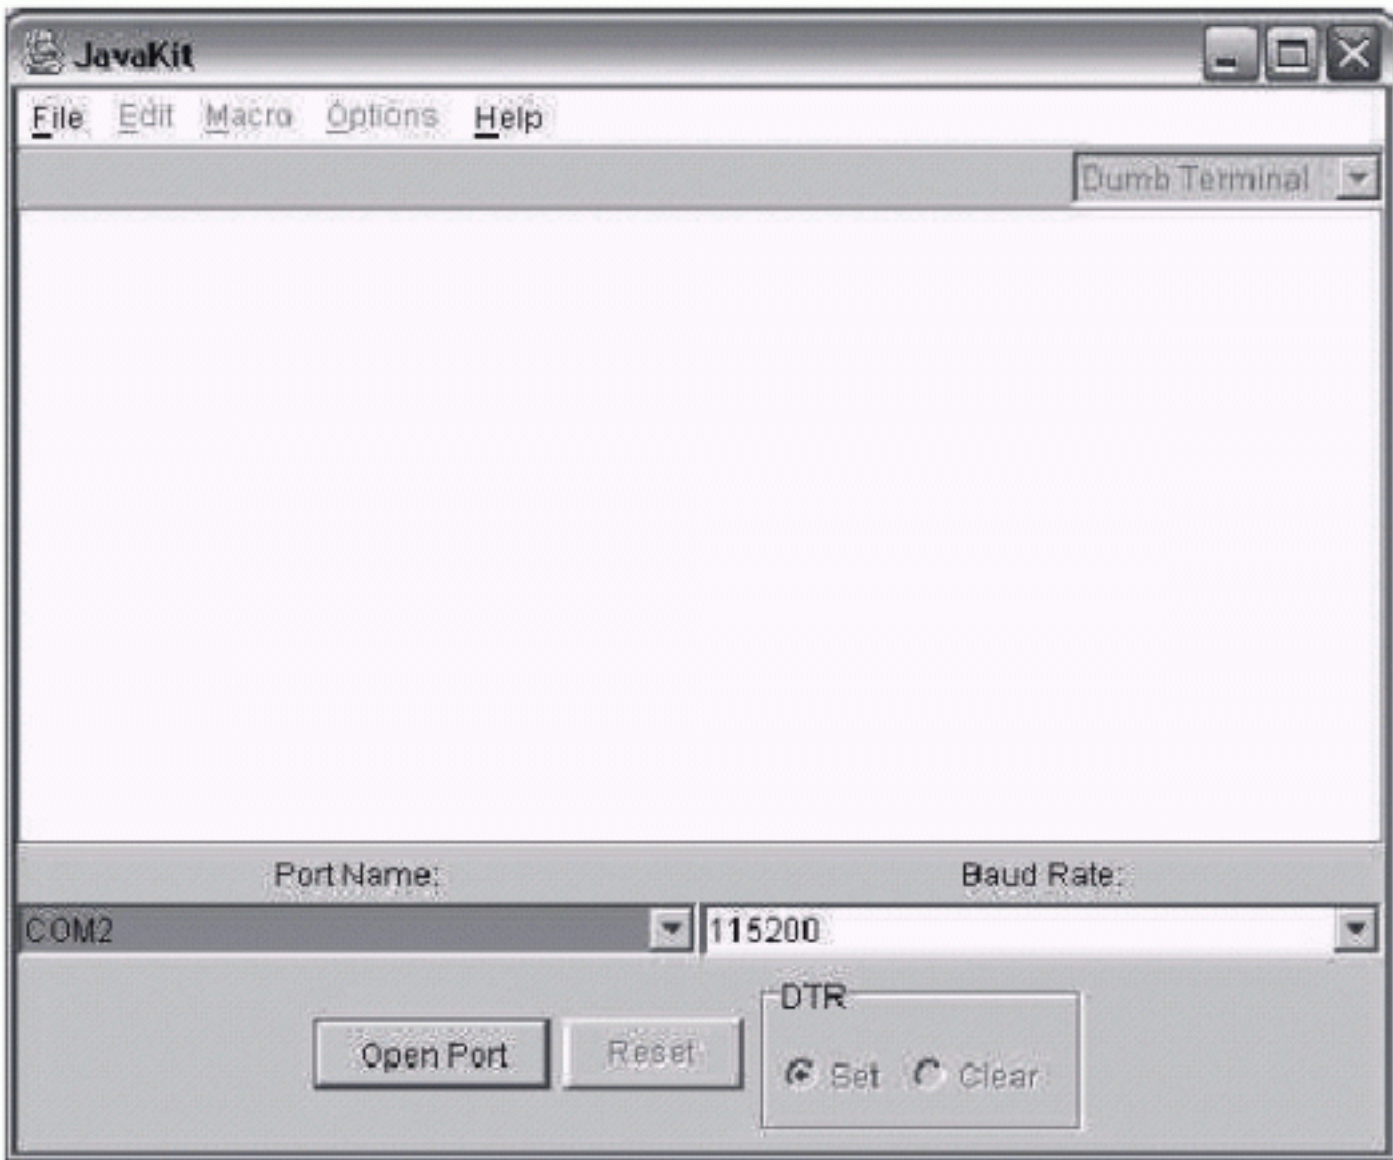 JavaKit
File Edit Macro Options Help
Dumb Terminal
Port Name: Baud Rate:
COM2 115200
DTR
Open Port Reset Set Clear